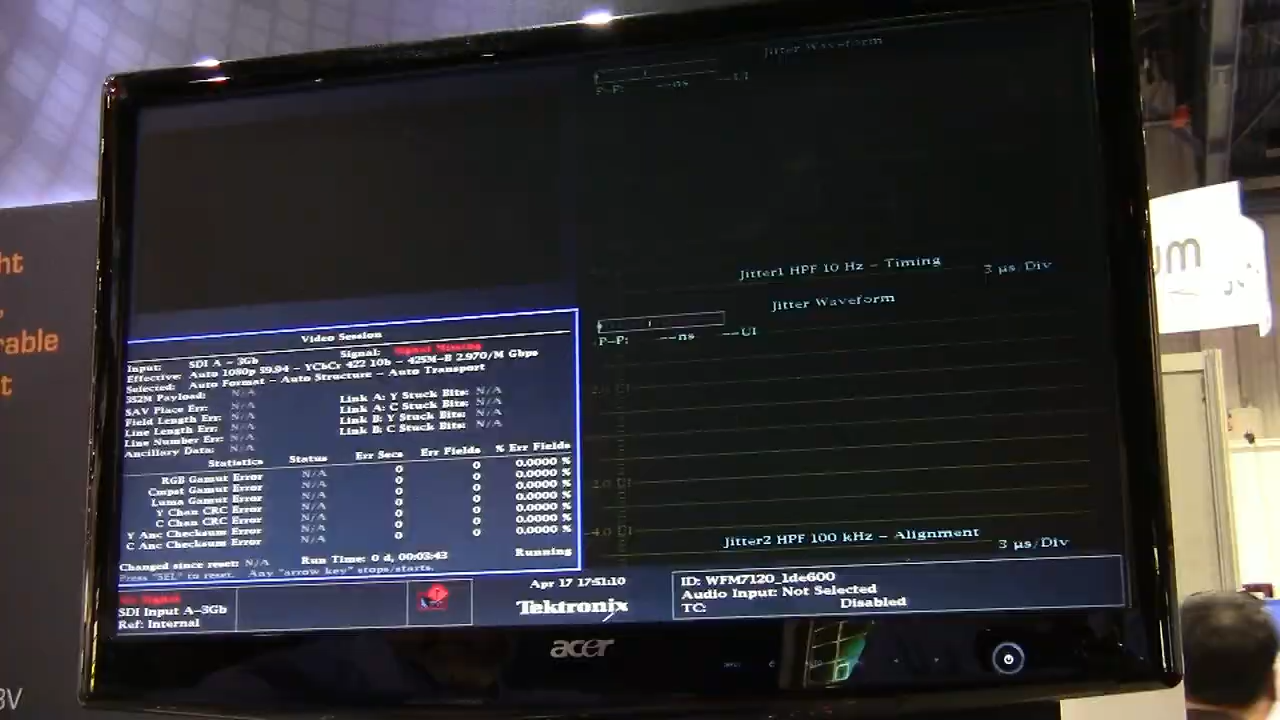 Jitter Waveform
P-P: --ns --UI
Jitter1 HPF 10 Hz - Timing 3 µs/Div
Jitter Waveform
P-P: --ns --UI
Jitter2 HPF 100 kHz - Alignment 3 µs/Div
Video Session
Input: SDI A - 3Gb Signal: Signal Missing
Effective: Auto 1080p 59.94 - YCbCr 422 10b - 425M-B 2.970/M Gbps
Selected: Auto Format - Auto Structure - Auto Transport
352M Payload: N/A
SAV Place Err: N/A Link A: Y Stuck Bits: N/A
Field Length Err: N/A Link A: C Stuck Bits: N/A
Line Length Err: N/A Link B: Y Stuck Bits: N/A
Line Number Err: N/A Link B: C Stuck Bits: N/A
Ancillary Data: N/A
Statistics Status Err Secs Err Fields % Err Fields
RGB Gamut Error N/A 0 0 0.0000 %
Cmpst Gamut Error N/A 0 0 0.0000 %
Luma Gamut Error N/A 0 0 0.0000 %
Y Chan CRC Error N/A 0 0 0.0000 %
C Chan CRC Error N/A 0 0 0.0000 %
Y Anc Checksum Error N/A 0 0 0.0000 %
C Anc Checksum Error N/A 0 0 0.0000 %
Changed since reset: N/A Run Time: 0 d, 00:03:43 Running
Press "SEL" to reset. Any "arrow key" stops/starts.
No Signal
SDI Input A-3Gb
Ref: Internal
Apr 17 17:51:10
Tektronix
ID: WFM7120_1de600
Audio Input: Not Selected
TC: Disabled
acer
ht
rable
t
3V
um